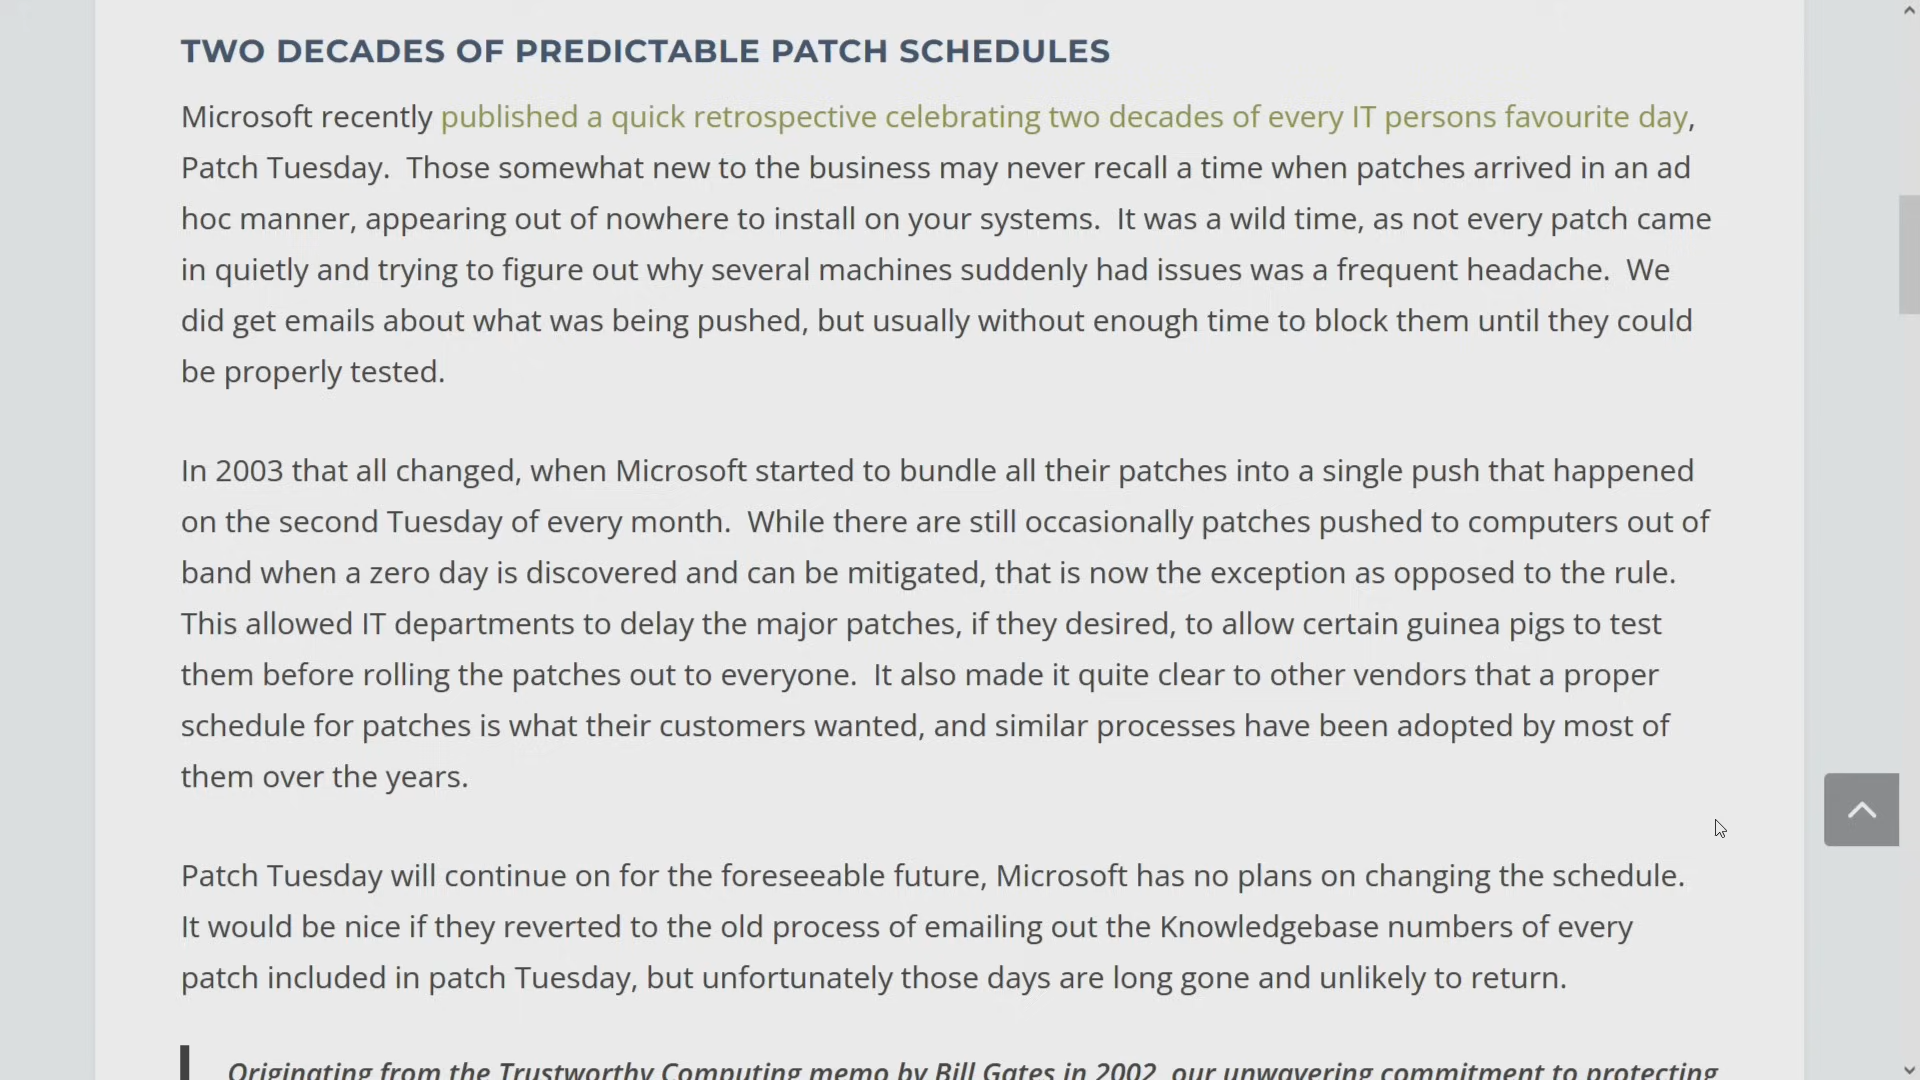 TWO DECADES OF PREDICTABLE PATCH SCHEDULES
Microsoft recently published a quick retrospective celebrating two decades of every IT persons favourite day,
Patch Tuesday.  Those somewhat new to the business may never recall a time when patches arrived in an ad
hoc manner, appearing out of nowhere to install on your systems.  It was a wild time, as not every patch came
in quietly and trying to figure out why several machines suddenly had issues was a frequent headache.  We
did get emails about what was being pushed, but usually without enough time to block them until they could
be properly tested.
In 2003 that all changed, when Microsoft started to bundle all their patches into a single push that happened
on the second Tuesday of every month.  While there are still occasionally patches pushed to computers out of
band when a zero day is discovered and can be mitigated, that is now the exception as opposed to the rule.
This allowed IT departments to delay the major patches, if they desired, to allow certain guinea pigs to test
them before rolling the patches out to everyone.  It also made it quite clear to other vendors that a proper
schedule for patches is what their customers wanted, and similar processes have been adopted by most of
them over the years.
Patch Tuesday will continue on for the foreseeable future, Microsoft has no plans on changing the schedule.
It would be nice if they reverted to the old process of emailing out the Knowledgebase numbers of every
patch included in patch Tuesday, but unfortunately those days are long gone and unlikely to return.
Originating from the Trustworthy Computing memo by Bill Gates in 2002, our unwavering commitment to protecting